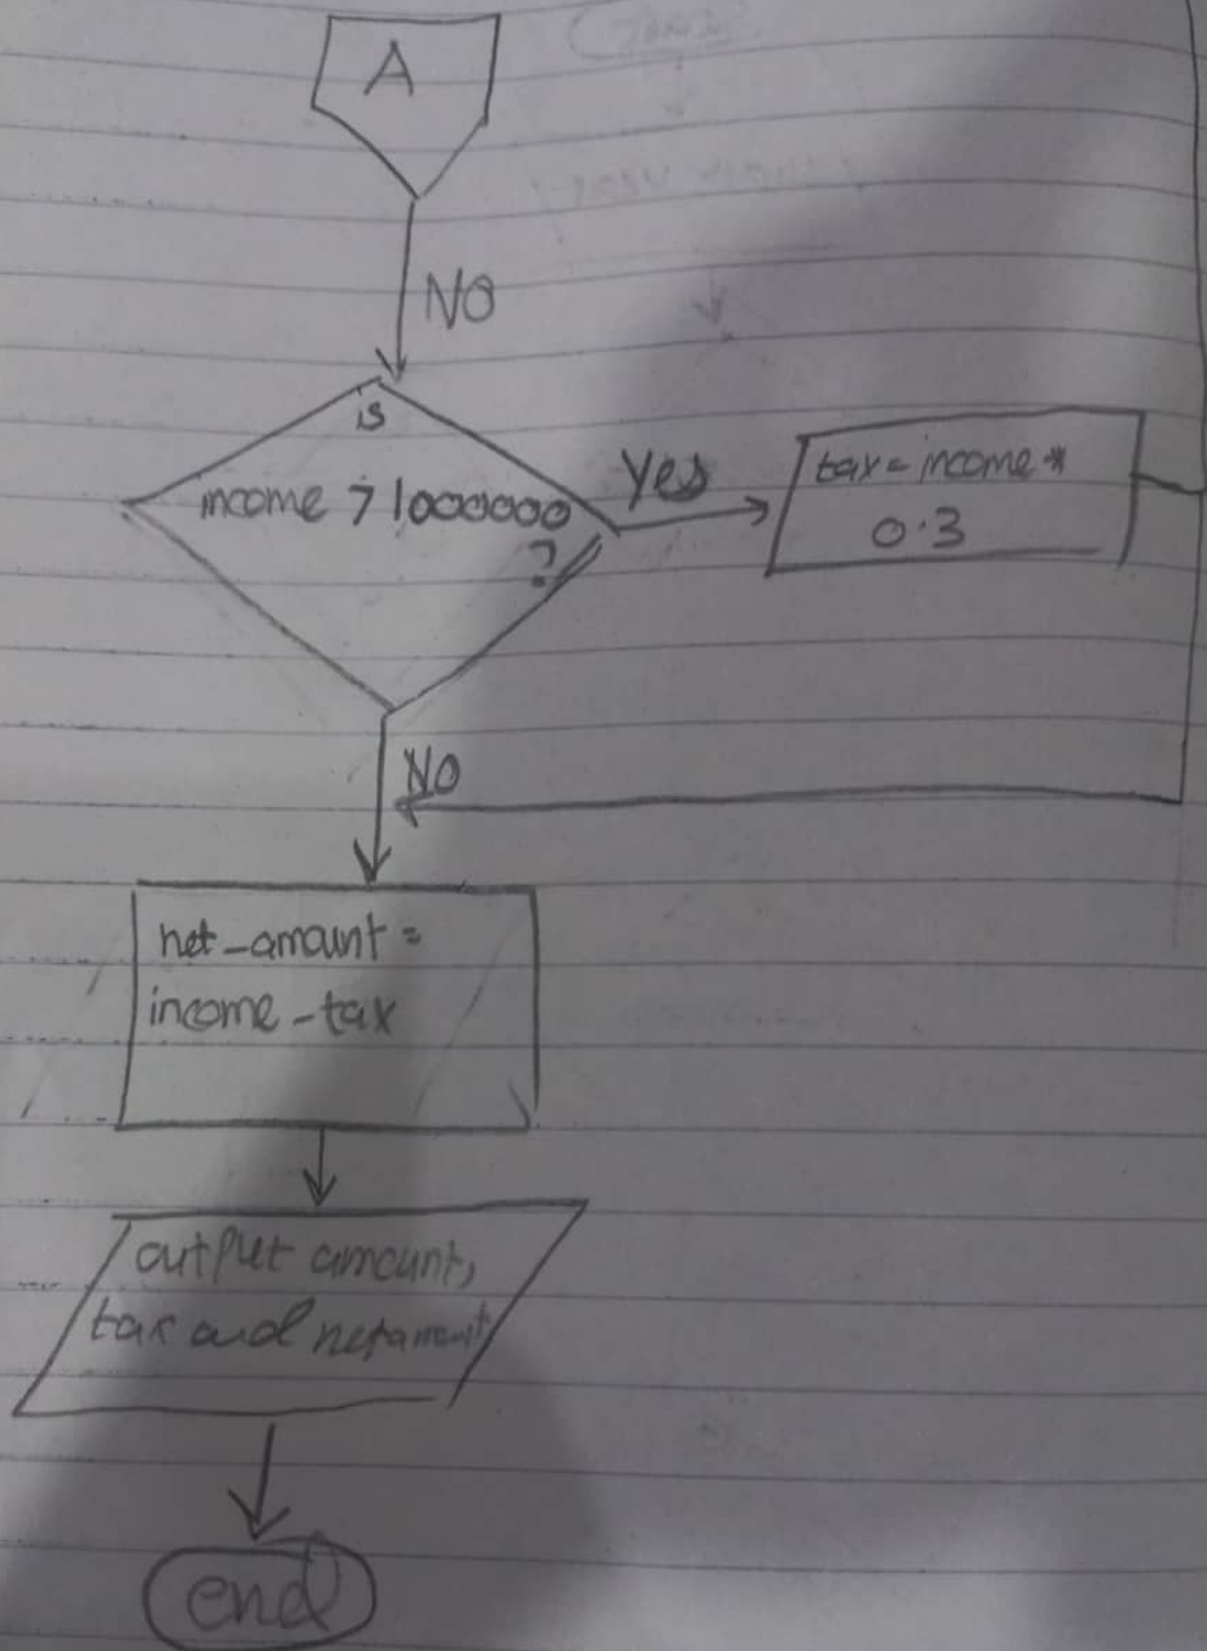 A
NO
is
income > 1000000
?
Yes
tax = income *
0.3
NO
net_amount =
income - tax
output amount,
tax and netamount
end